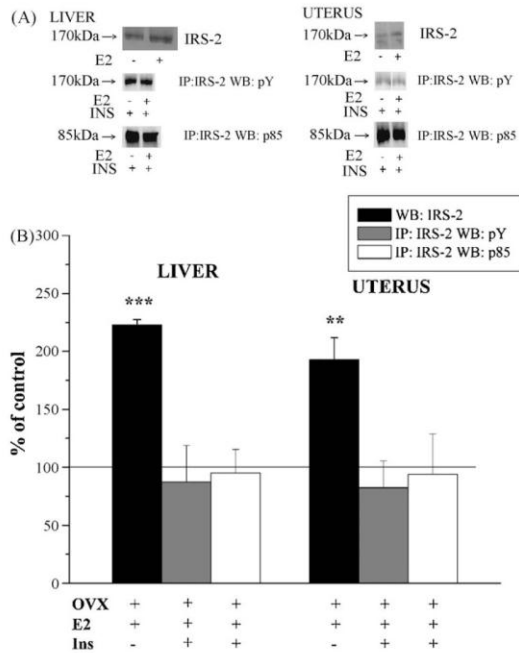 (A) LIVER
170kDa→ IRS-2
E2 - +
170kDa→ IP:IRS-2 WB: pY
E2 - +
INS + +
85kDa→ IP:IRS-2 WB: p85
E2 - +
INS + +
UTERUS
170kDa→ IRS-2
E2 - +
170kDa→ IP:IRS-2 WB: pY
E2 - +
INS + +
85kDa→ IP:IRS-2 WB: p85
E2 - +
INS + +
WB: IRS-2
IP: IRS-2 WB: pY
IP: IRS-2 WB: p85
(B)
% of control
300
250
200
150
100
50
0
LIVER
UTERUS
***
**
OVX + + + + + +
E2 + + + + + +
Ins - + + - + +